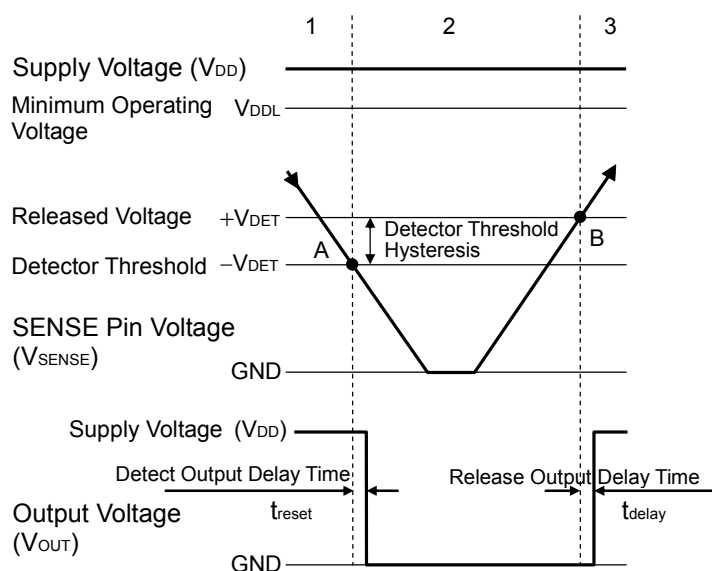 1 2 3
Supply Voltage (VDD)
Minimum Operating
Voltage
VDDL
Released Voltage +VDET
Detector Threshold
Hysteresis
A
B
Detector Threshold −VDET
SENSE Pin Voltage
(VSENSE)
GND
Supply Voltage (VDD)
Detect Output Delay Time
Release Output Delay Time
treset
tdelay
Output Voltage
(VOUT)
GND